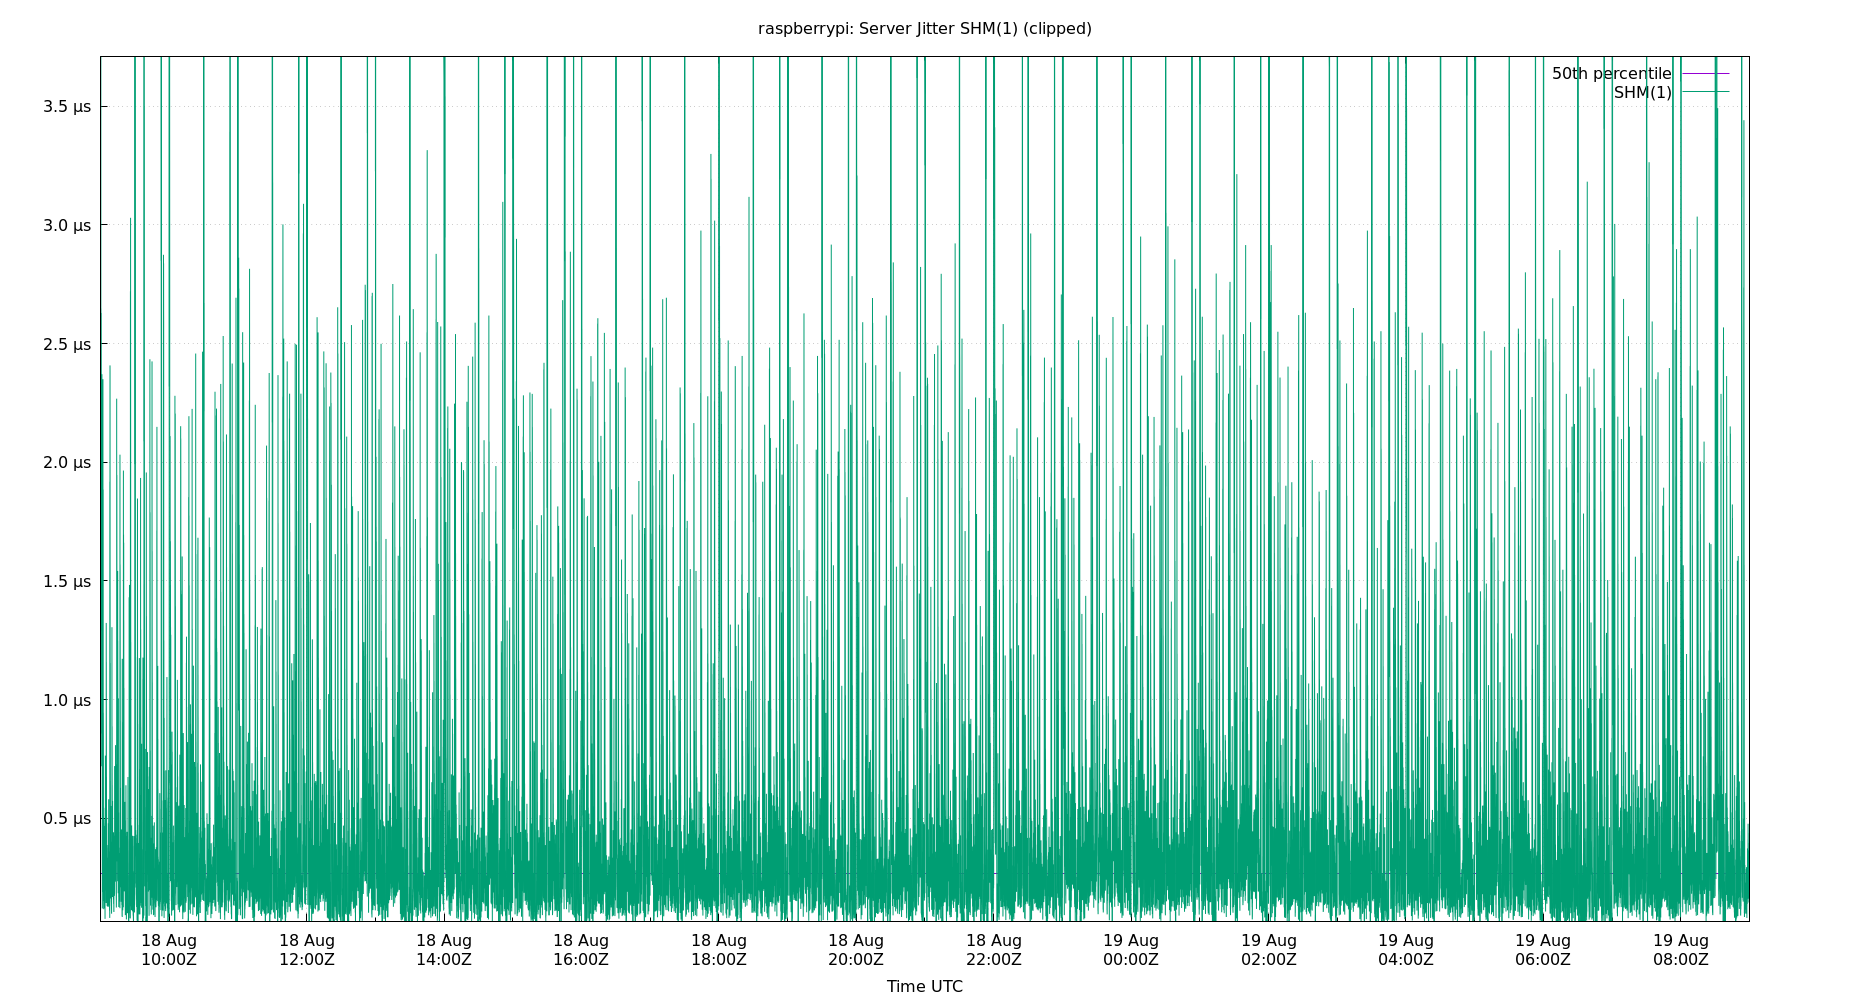 raspberrypi: Server Jitter SHM(1) (clipped)
50th percentile
SHM(1)
3.5 µs
3.0 µs
2.5 µs
2.0 µs
1.5 µs
1.0 µs
0.5 µs
18 Aug 18 Aug 18 Aug 18 Aug 18 Aug 18 Aug 18 Aug 19 Aug 19 Aug 19 Aug 19 Aug 19 Aug
10:00Z 12:00Z 14:00Z 16:00Z 18:00Z 20:00Z 22:00Z 00:00Z 02:00Z 04:00Z 06:00Z 08:00Z
Time UTC